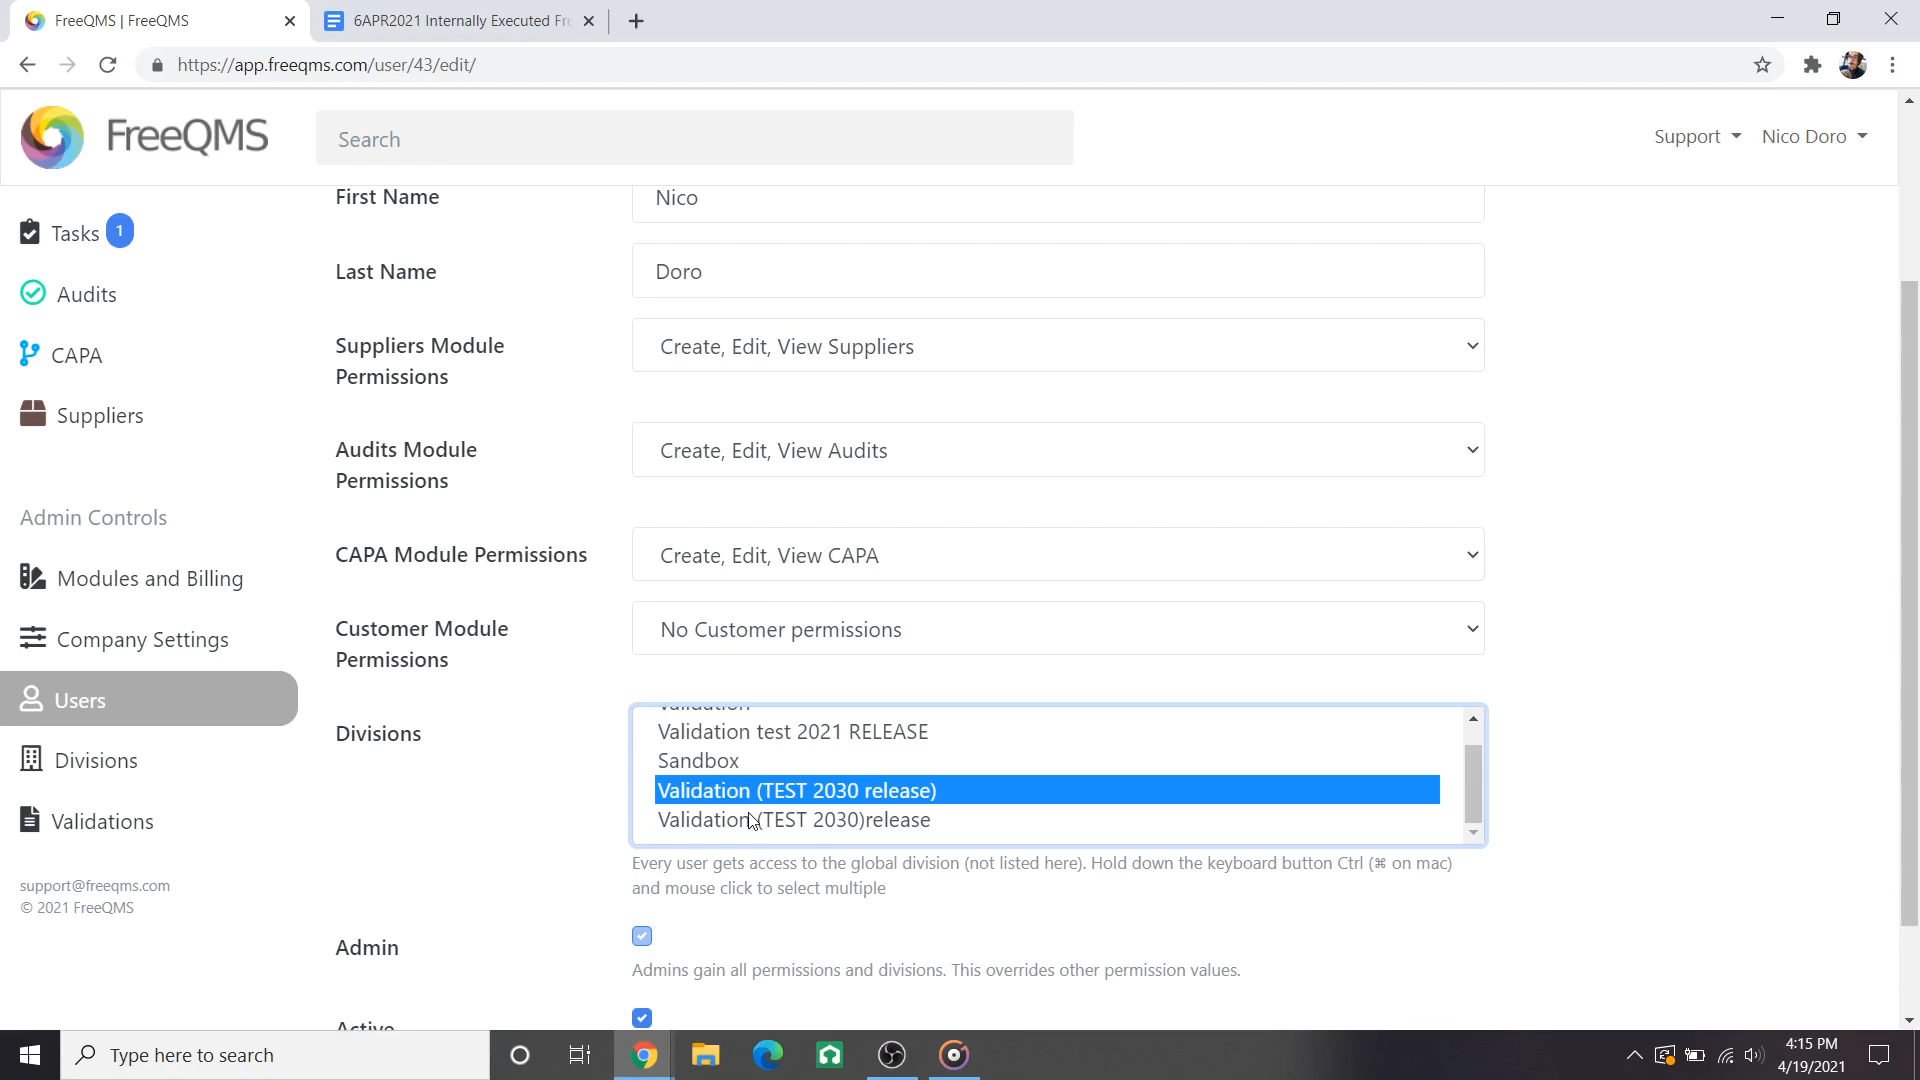 FreeQMS | FreeQMS
6APR2021 Internally Executed Fre
https://app.freeqms.com/user/43/edit/
FreeQMS
Search
Support
Nico Doro
Tasks 1
Audits
CAPA
Suppliers
Admin Controls
Modules and Billing
Company Settings
Users
Divisions
Validations
support@freeqms.com
© 2021 FreeQMS
First Name
Nico
Last Name
Doro
Suppliers Module
Permissions
Create, Edit, View Suppliers
Audits Module
Permissions
Create, Edit, View Audits
CAPA Module Permissions
Create, Edit, View CAPA
Customer Module
Permissions
No Customer permissions
Divisions
Validation
Validation test 2021 RELEASE
Sandbox
Validation (TEST 2030 release)
Validation (TEST 2030)release
Every user gets access to the global division (not listed here). Hold down the keyboard button Ctrl (⌘ on mac)
and mouse click to select multiple
Admin
Admins gain all permissions and divisions. This overrides other permission values.
Active
Type here to search
4:15 PM
4/19/2021